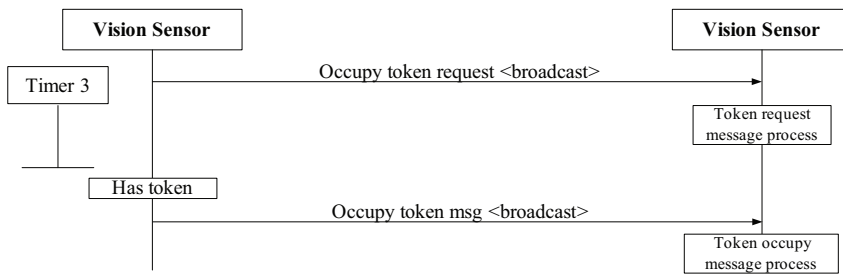 Vision Sensor
Vision Sensor
Occupy token request <broadcast>
Timer 3
Token request
message process
Has token
Occupy token msg <broadcast>
Token occupy
message process